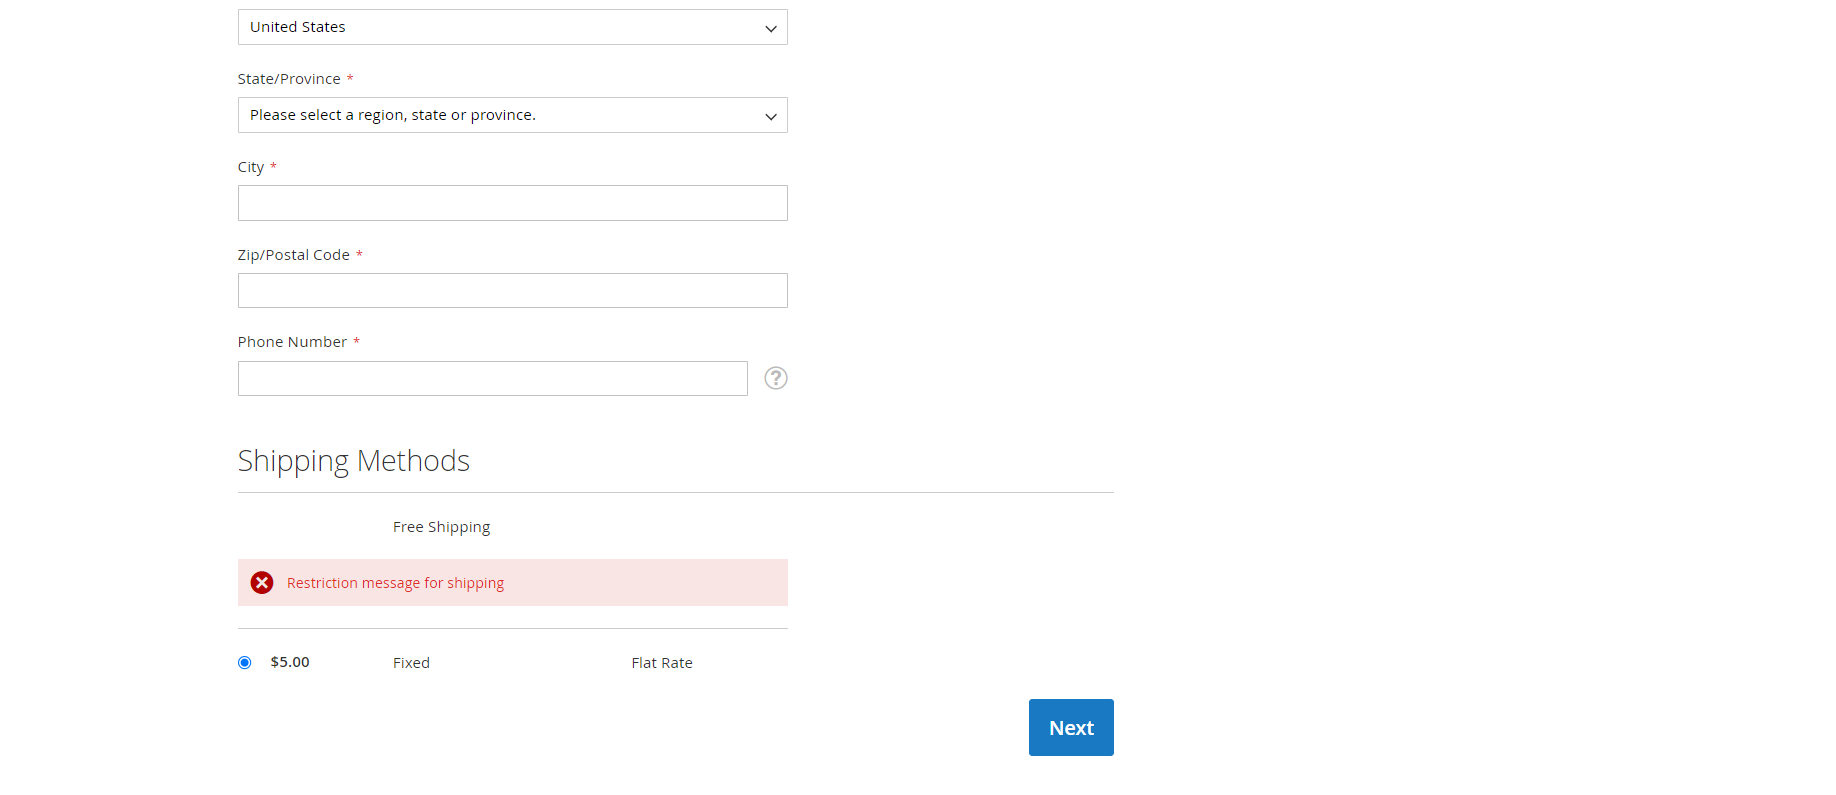 United States
State/Province *
Please select a region, state or province.
City *
Zip/Postal Code *
Phone Number *
?
Shipping Methods
Free Shipping
Restriction message for shipping
$5.00 Fixed Flat Rate
Next